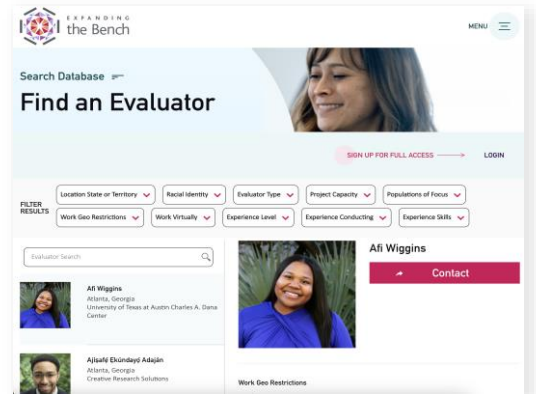 EXPANDING
the Bench
MENU
Search Database
Find an Evaluator
SIGN UP FOR FULL ACCESS
LOGIN
FILTER
RESULTS
Location State or Territory
Racial Identity
Evaluator Type
Project Capacity
Populations of Focus
Work Geo Restrictions
Work Virtually
Experience Level
Experience Conducting
Experience Skills
Evaluator Search
Afi Wiggins
Atlanta, Georgia
University of Texas at Austin Charles A. Dana
Center
Ajiṣafẹ́ Ẹkúndayọ̀ Adaján
Atlanta, Georgia
Creative Research Solutions
Afi Wiggins
Contact
Work Geo Restrictions